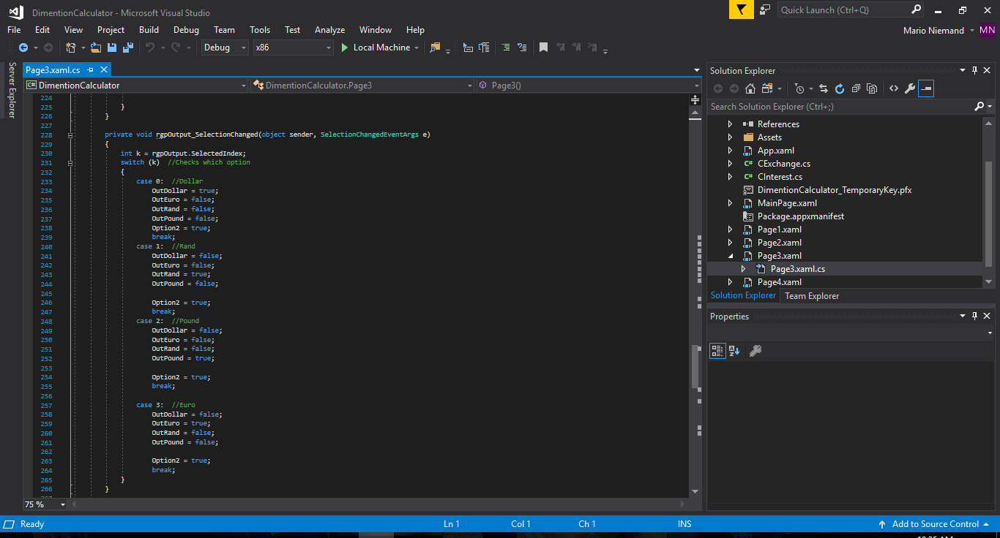 DimentionCalculator - Microsoft Visual Studio
Quick Launch (Ctrl+Q)
File Edit View Project Build Debug Team Tools Test Analyze Window Help
Mario Niemand MN
Debug x86 Local Machine
Server Explorer
Page3.xaml.cs
DimentionCalculator
DimentionCalculator.Page3
Page3()
224
225 }
226 }
227
228 private void rgpOutput_SelectionChanged(object sender, SelectionChangedEventArgs e)
229 {
230 int k = rgpOutput.SelectedIndex;
231 switch (k) //Checks which option
232 {
233 case 0: //Dollar
234 OutDollar = true;
235 OutEuro = false;
236 OutRand = false;
237 OutPound = false;
238 Option2 = true;
239 break;
240 case 1: //Rand
241 OutDollar = false;
242 OutEuro = false;
243 OutRand = true;
244 OutPound = false;
245
246 Option2 = true;
247 break;
248 case 2: //Pound
249 OutDollar = false;
250 OutEuro = false;
251 OutRand = false;
252 OutPound = true;
253
254 Option2 = true;
255 break;
256
257 case 3: //Euro
258 OutDollar = false;
259 OutEuro = true;
260 OutRand = false;
261 OutPound = false;
262
263 Option2 = true;
264 break;
265 }
266 }
75 %
Solution Explorer
Search Solution Explorer (Ctrl+;)
References
Assets
App.xaml
C# CExchange.cs
C# CInterest.cs
DimentionCalculator_TemporaryKey.pfx
MainPage.xaml
Package.appxmanifest
Page1.xaml
Page2.xaml
Page3.xaml
Page3.xaml.cs
Page4.xaml
Solution Explorer Team Explorer
Properties
Ready Ln 1 Col 1 Ch 1 INS Add to Source Control